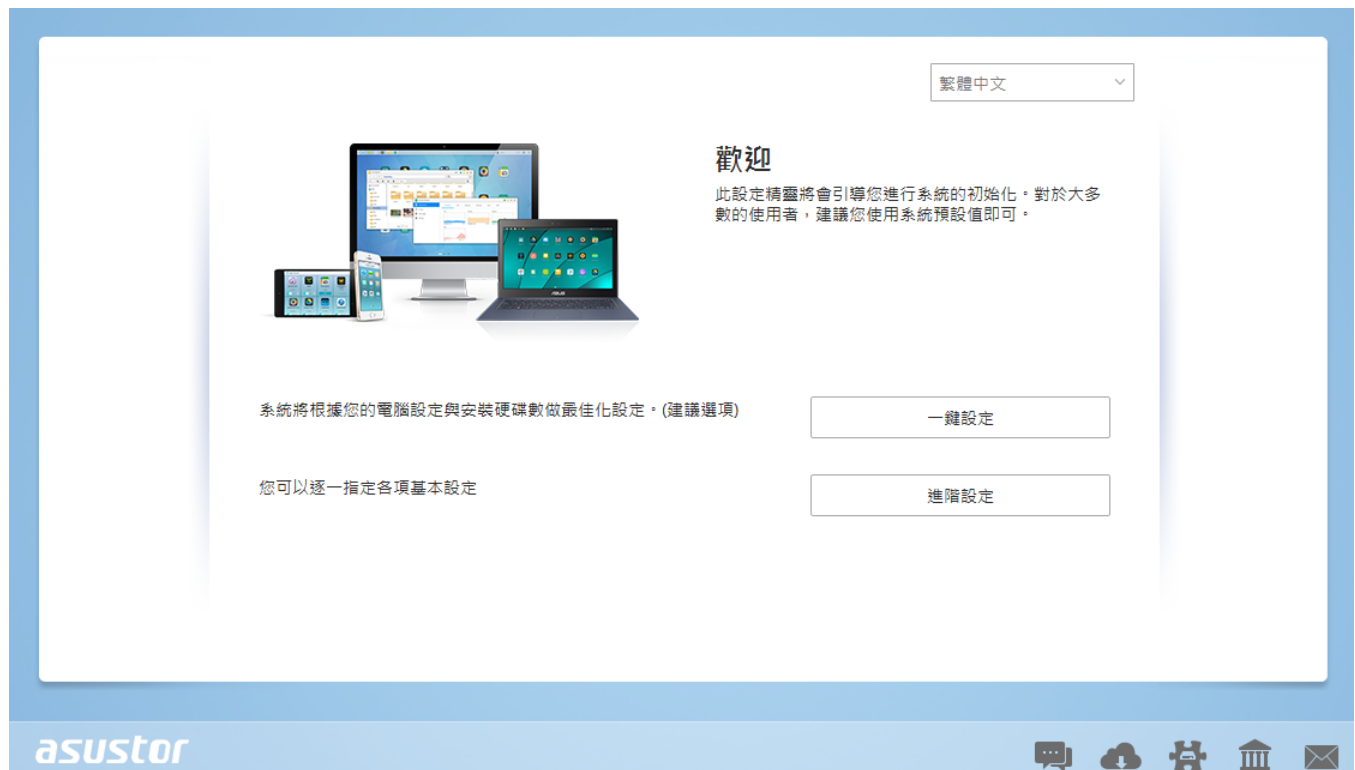 繁體中文
歡迎
此設定精靈將會引導您進行系統的初始化。對於大多
數的使用者，建議您使用系統預設值即可。
ASUS
系統將根據您的電腦設定與安裝硬碟數做最佳化設定。(建議選項)
一鍵設定
您可以逐一指定各項基本設定
進階設定
asustor